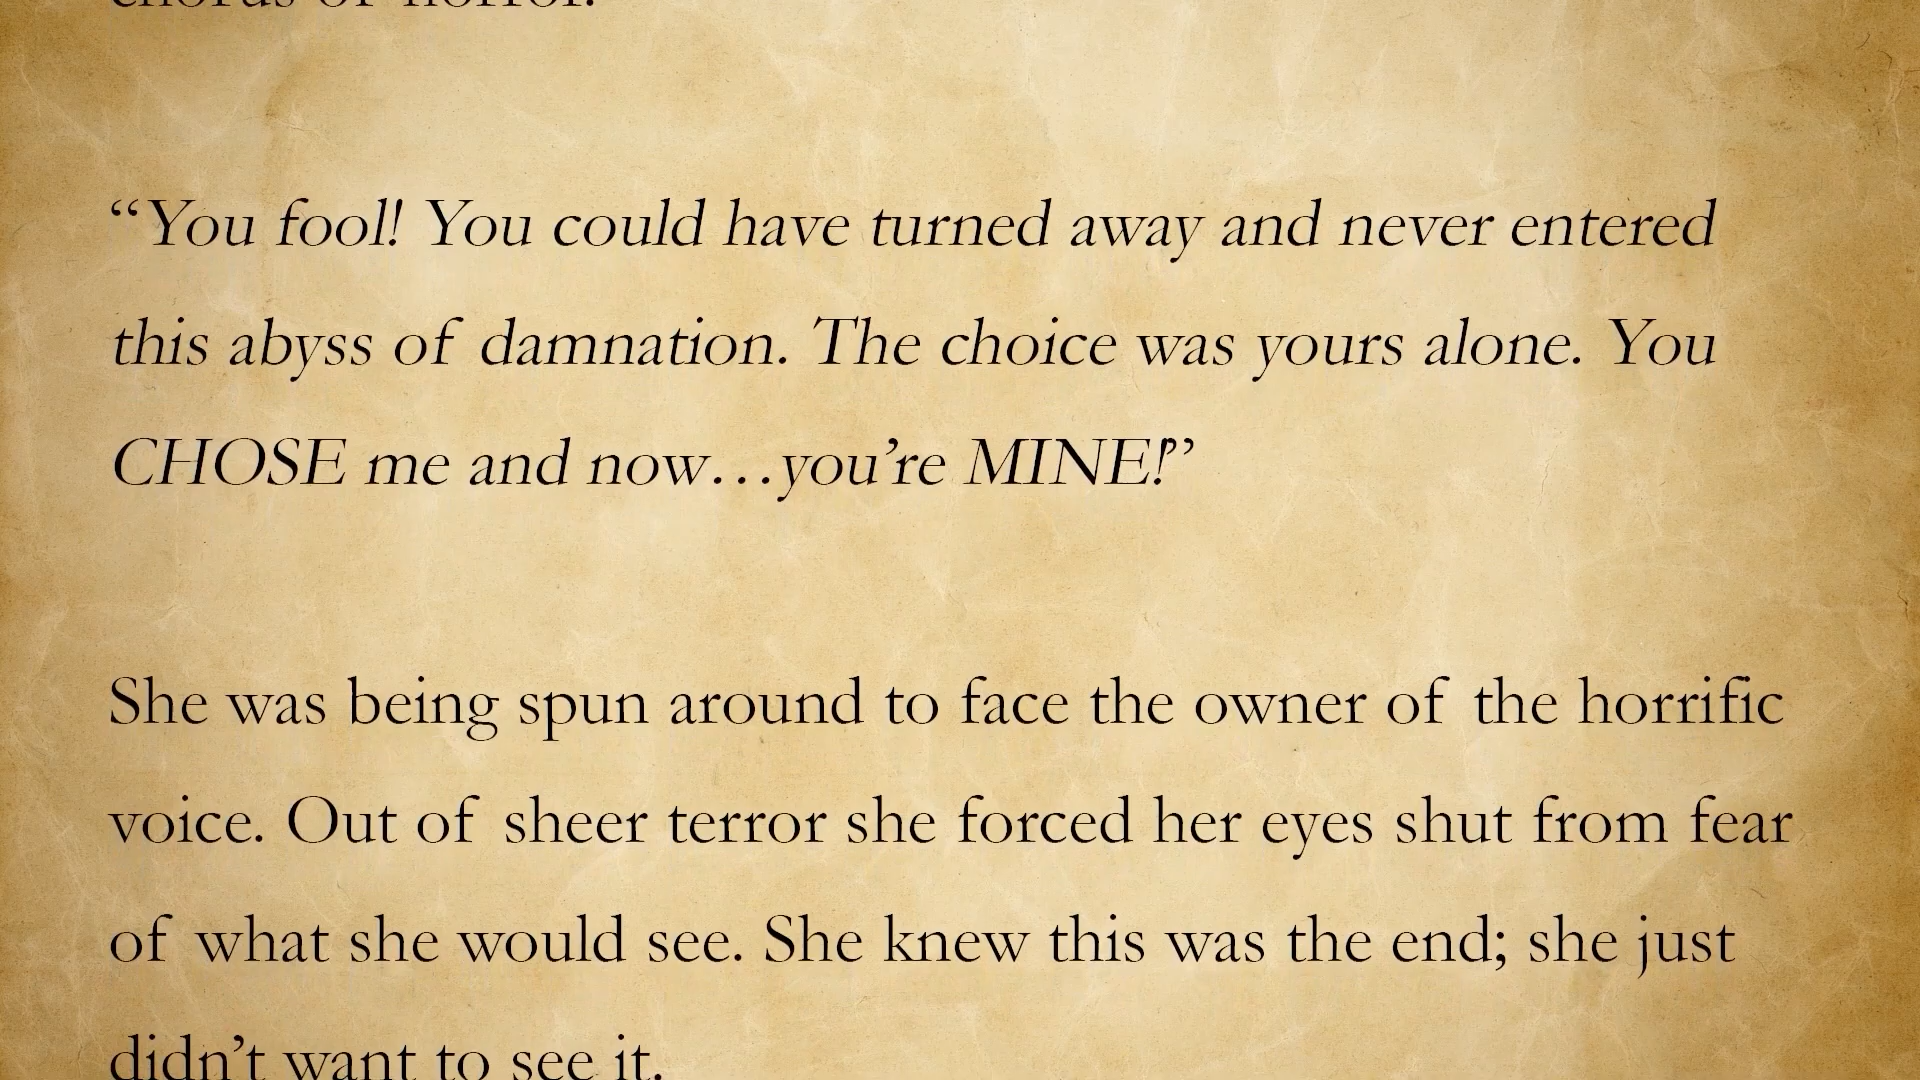 chorus of horror.
“You fool! You could have turned away and never entered
this abyss of damnation. The choice was yours alone. You
CHOSE me and now…you’re MINE!”
She was being spun around to face the owner of the horrific
voice. Out of sheer terror she forced her eyes shut from fear
of what she would see. She knew this was the end; she just
didn’t want to see it.